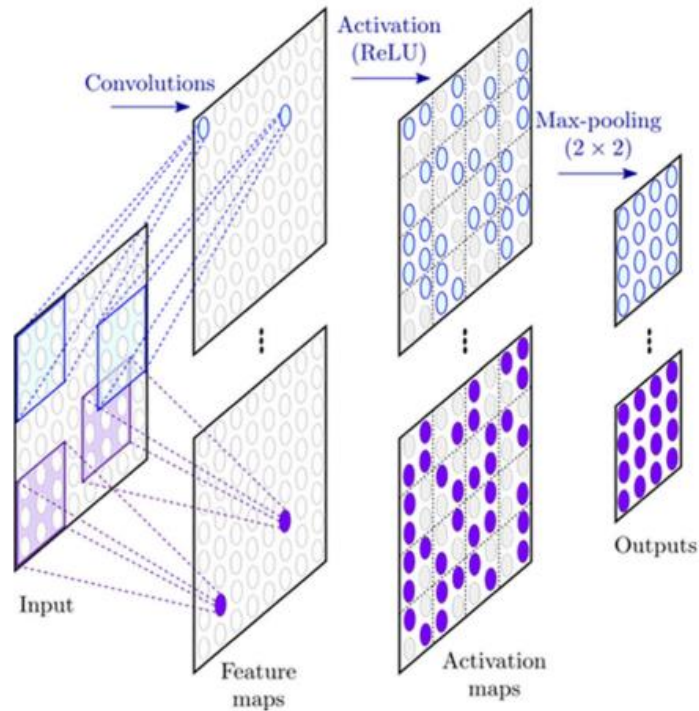 Activation
(ReLU)
Convolutions
Max-pooling
(2 × 2)
Input
Outputs
Feature
maps
Activation
maps